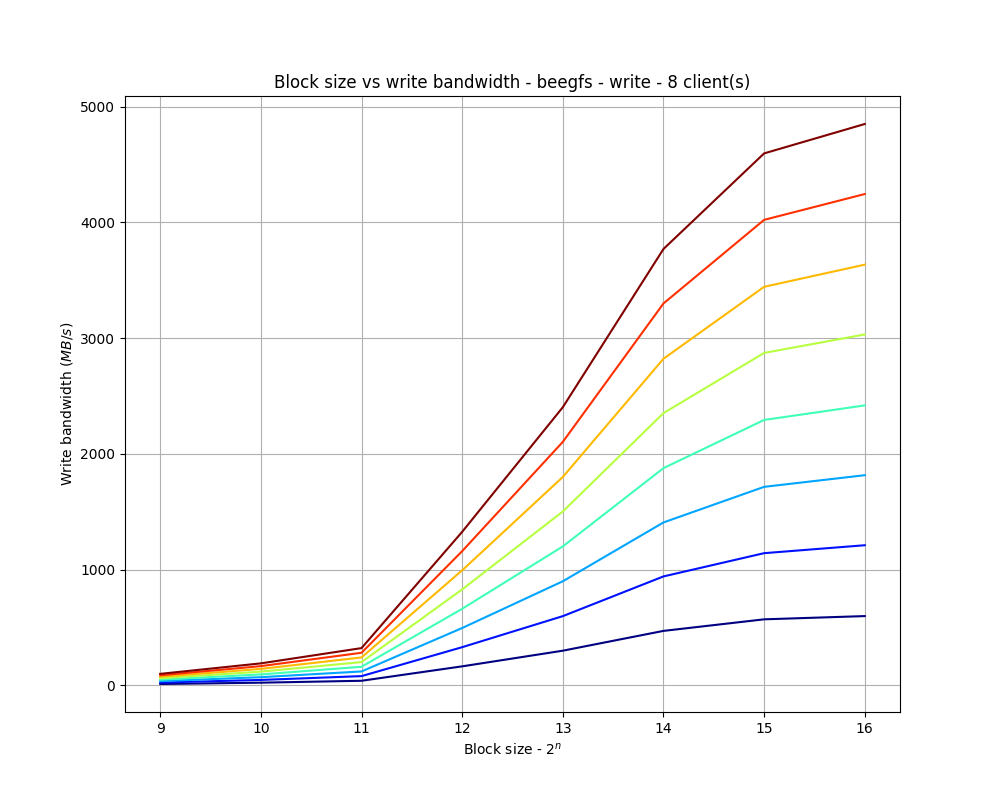 Block size vs write bandwidth - beegfs - write - 8 client(s)
5000
4000
3000
2000
1000
0
Write bandwidth (MB/s)
9 10 11 12 13 14 15 16
Block size - 2ⁿ